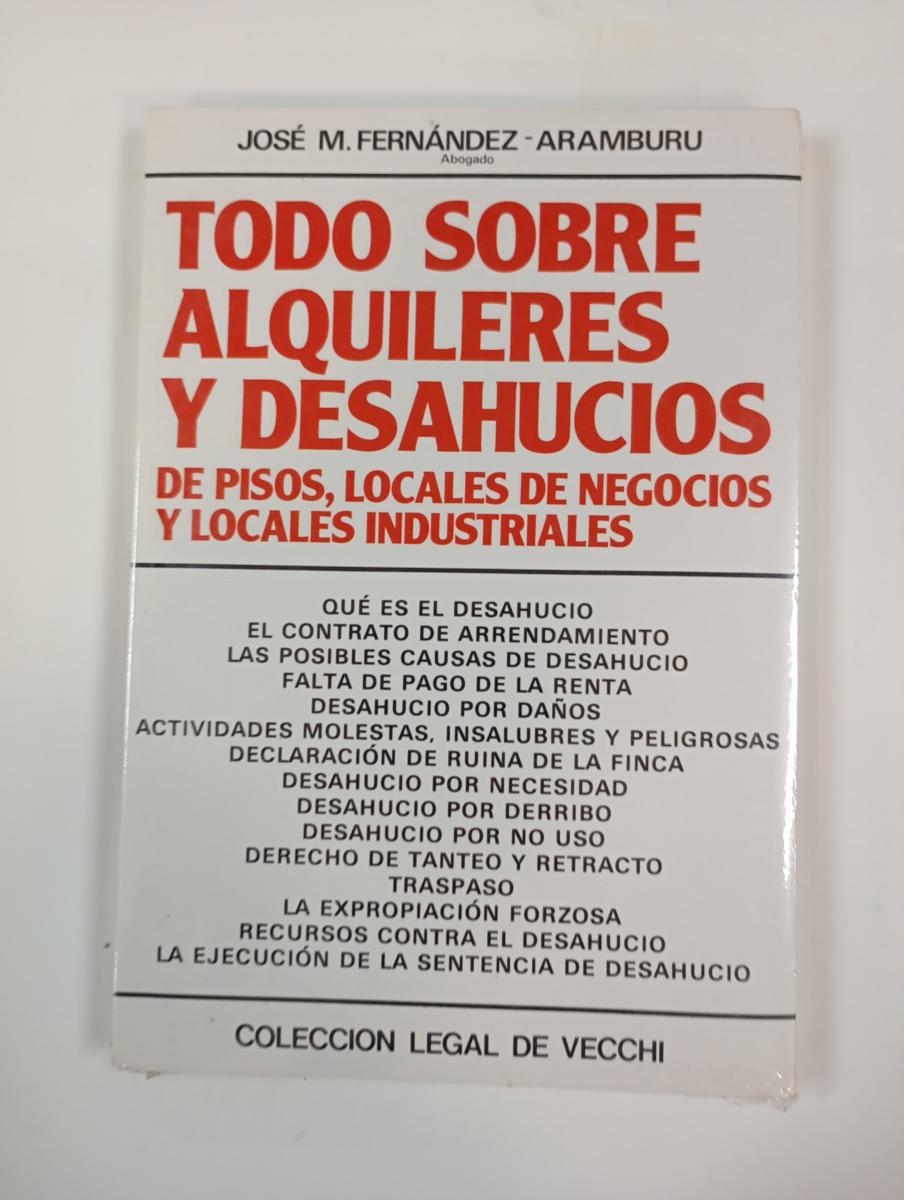 JOSÉ M. FERNÁNDEZ - ARAMBURU
Abogado
TODO SOBRE
ALQUILERES
Y DESAHUCIOS
DE PISOS, LOCALES DE NEGOCIOS
Y LOCALES INDUSTRIALES
QUÉ ES EL DESAHUCIO
EL CONTRATO DE ARRENDAMIENTO
LAS POSIBLES CAUSAS DE DESAHUCIO
FALTA DE PAGO DE LA RENTA
DESAHUCIO POR DAÑOS
ACTIVIDADES MOLESTAS, INSALUBRES Y PELIGROSAS
DECLARACIÓN DE RUINA DE LA FINCA
DESAHUCIO POR NECESIDAD
DESAHUCIO POR DERRIBO
DESAHUCIO POR NO USO
DERECHO DE TANTEO Y RETRACTO
TRASPASO
LA EXPROPIACIÓN FORZOSA
RECURSOS CONTRA EL DESAHUCIO
LA EJECUCIÓN DE LA SENTENCIA DE DESAHUCIO
COLECCION LEGAL DE VECCHI